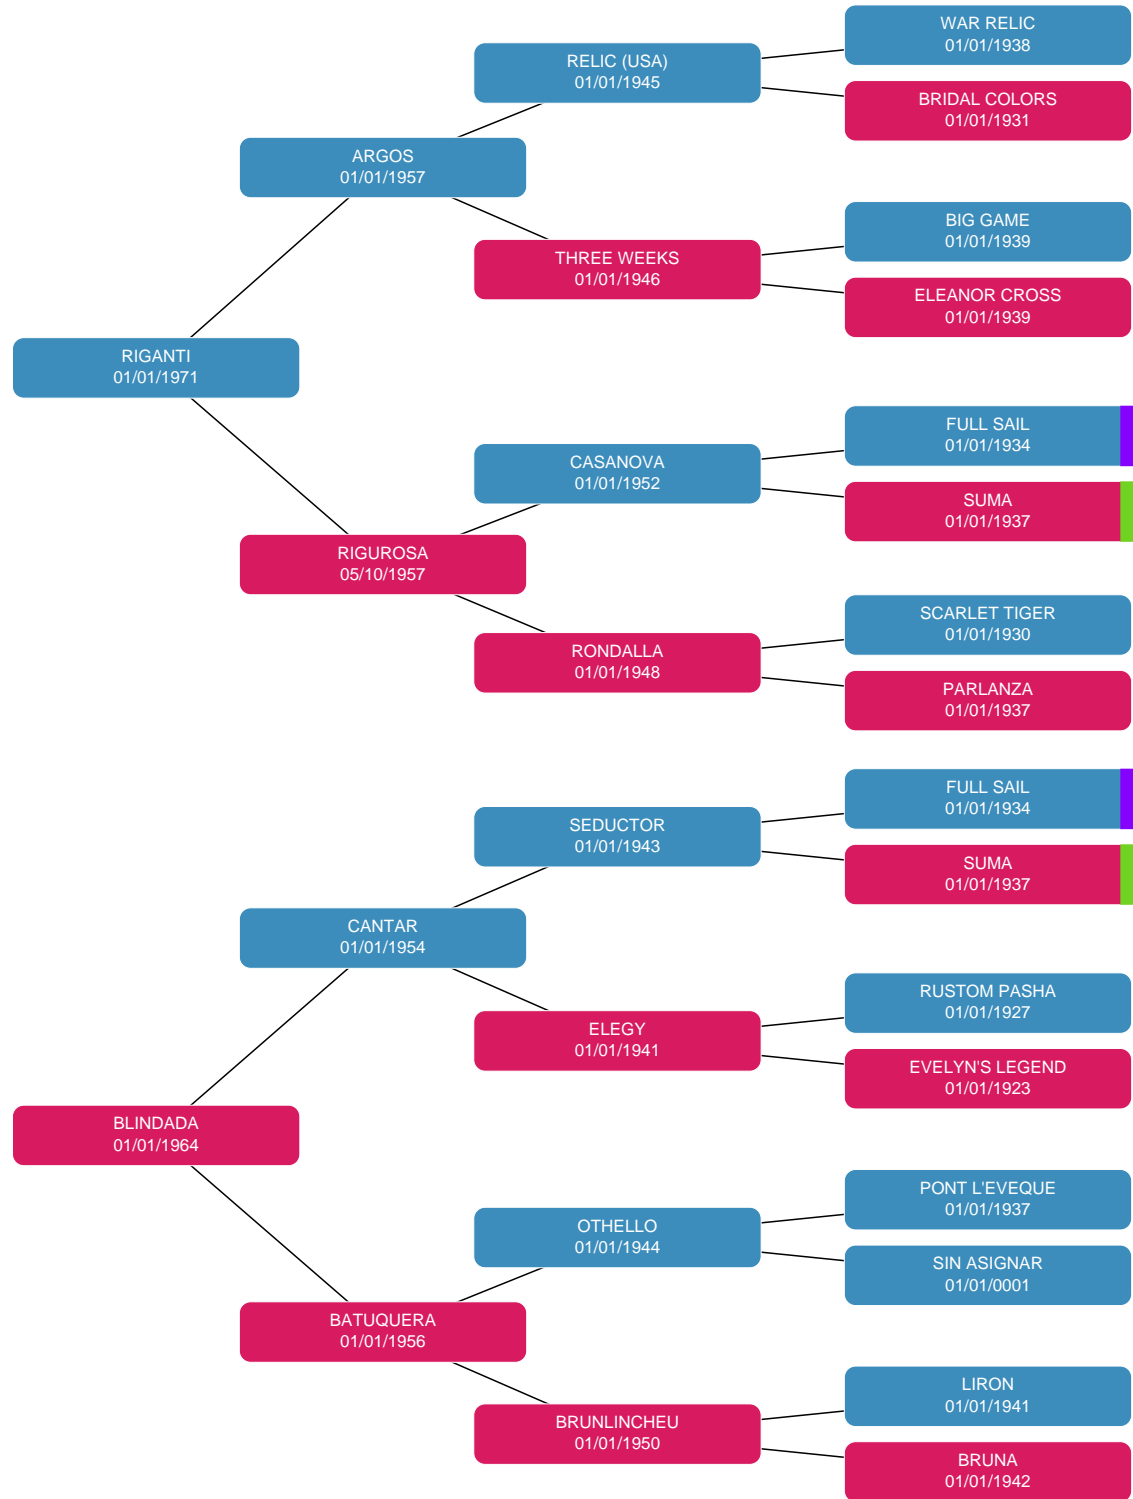 WAR RELIC
01/01/1938
RELIC (USA)
01/01/1945
BRIDAL COLORS
01/01/1931
ARGOS
01/01/1957
BIG GAME
01/01/1939
THREE WEEKS
01/01/1946
ELEANOR CROSS
01/01/1939
RIGANTI
01/01/1971
FULL SAIL
01/01/1934
CASANOVA
01/01/1952
SUMA
01/01/1937
RIGUROSA
05/10/1957
SCARLET TIGER
01/01/1930
RONDALLA
01/01/1948
PARLANZA
01/01/1937
FULL SAIL
01/01/1934
SEDUCTOR
01/01/1943
SUMA
01/01/1937
CANTAR
01/01/1954
RUSTOM PASHA
01/01/1927
ELEGY
01/01/1941
EVELYN'S LEGEND
01/01/1923
BLINDADA
01/01/1964
PONT L'EVEQUE
01/01/1937
OTHELLO
01/01/1944
SIN ASIGNAR
01/01/0001
BATUQUERA
01/01/1956
LIRON
01/01/1941
BRUNLINCHEU
01/01/1950
BRUNA
01/01/1942